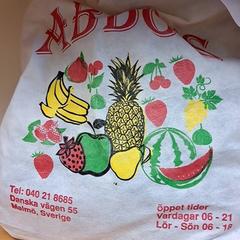 ABDOS
Tel: 040 21 8685
Danska vägen 55
Malmö, Sverige
öppet tider
vardagar 06 - 21
Lör - Sön 06 - 18